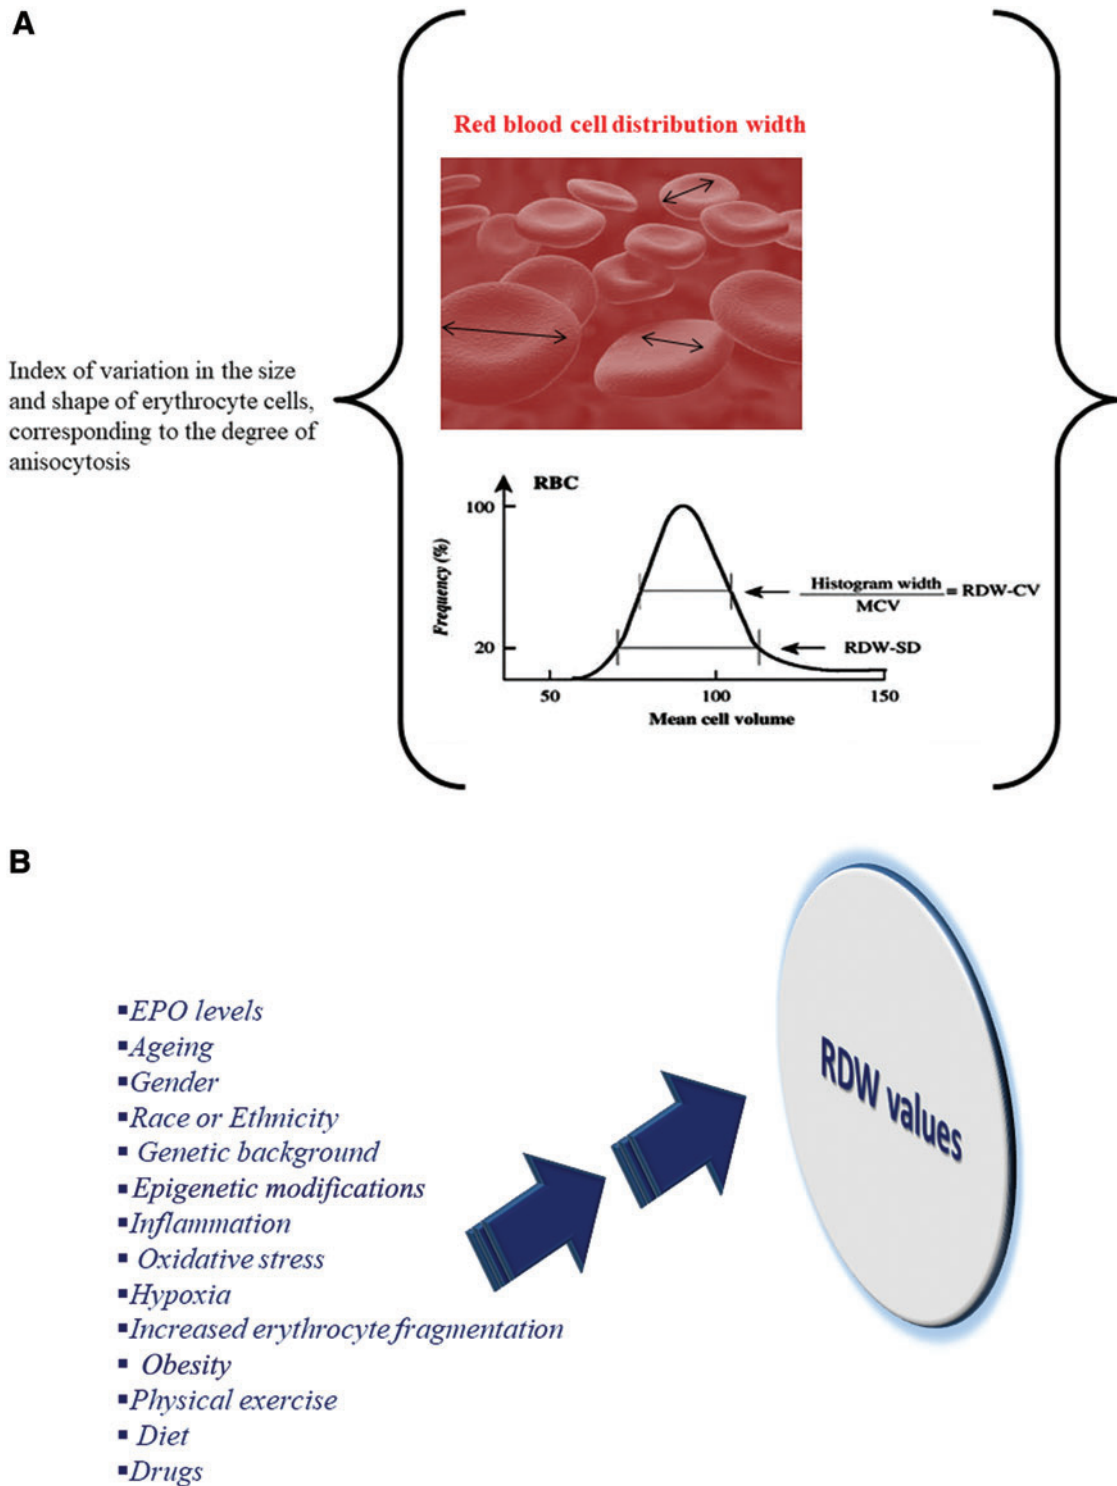 A
Red blood cell distribution width
Index of variation in the size
and shape of erythrocyte cells,
corresponding to the degree of
anisocytosis
RBC
100
20
Frequency (%)
Histogram width
MCV
= RDW-CV
RDW-SD
50
100
150
Mean cell volume
B
▪EPO levels
▪Ageing
▪Gender
▪Race or Ethnicity
▪ Genetic background
▪Epigenetic modifications
▪Inflammation
▪ Oxidative stress
▪Hypoxia
▪Increased erythrocyte fragmentation
▪ Obesity
▪Physical exercise
▪ Diet
▪Drugs
RDW values